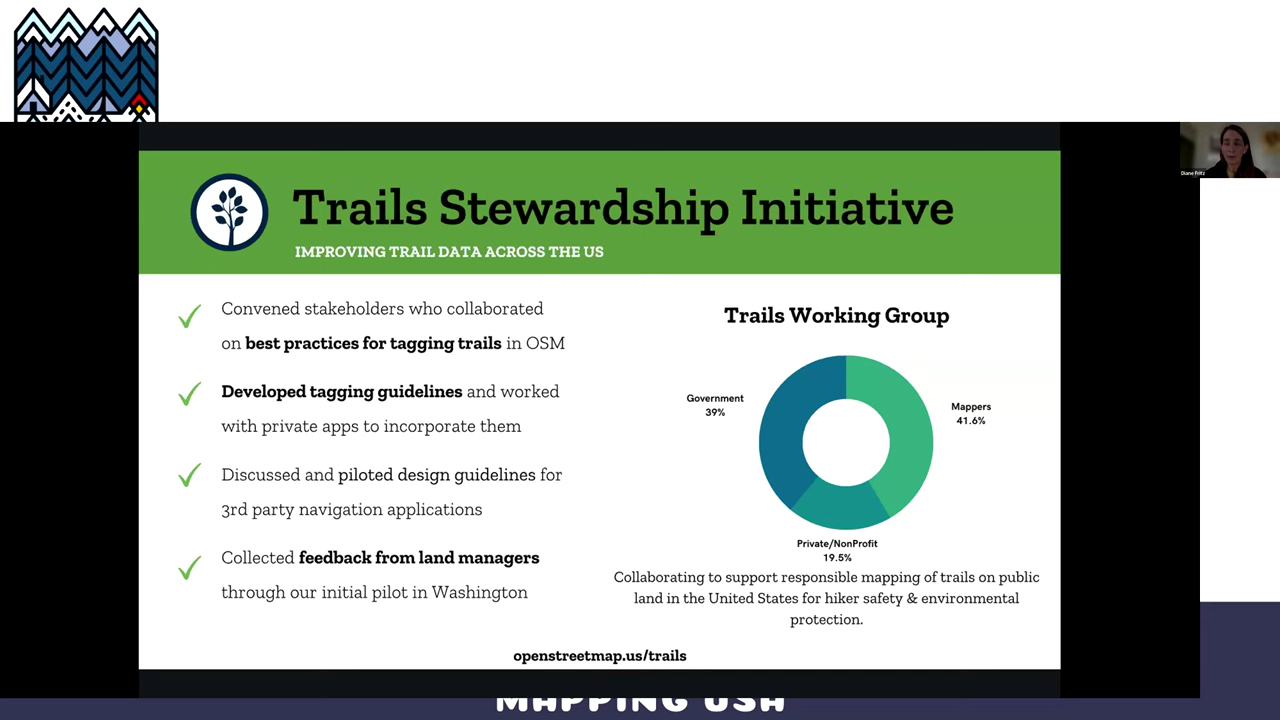 Trails Stewardship Initiative
IMPROVING TRAIL DATA ACROSS THE US
Convened stakeholders who collaborated
on best practices for tagging trails in OSM
Developed tagging guidelines and worked
with private apps to incorporate them
Discussed and piloted design guidelines for
3rd party navigation applications
Collected feedback from land managers
through our initial pilot in Washington
Trails Working Group
Government
39%
Mappers
41.6%
Private/NonProfit
19.5%
Collaborating to support responsible mapping of trails on public
land in the United States for hiker safety & environmental
protection.
openstreetmap.us/trails
Diane Fritz
MAPPING USA